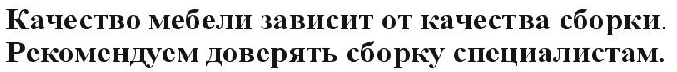 Качество мебели зависит от качества сборки.
Рекомендуем доверять сборку специалистам.